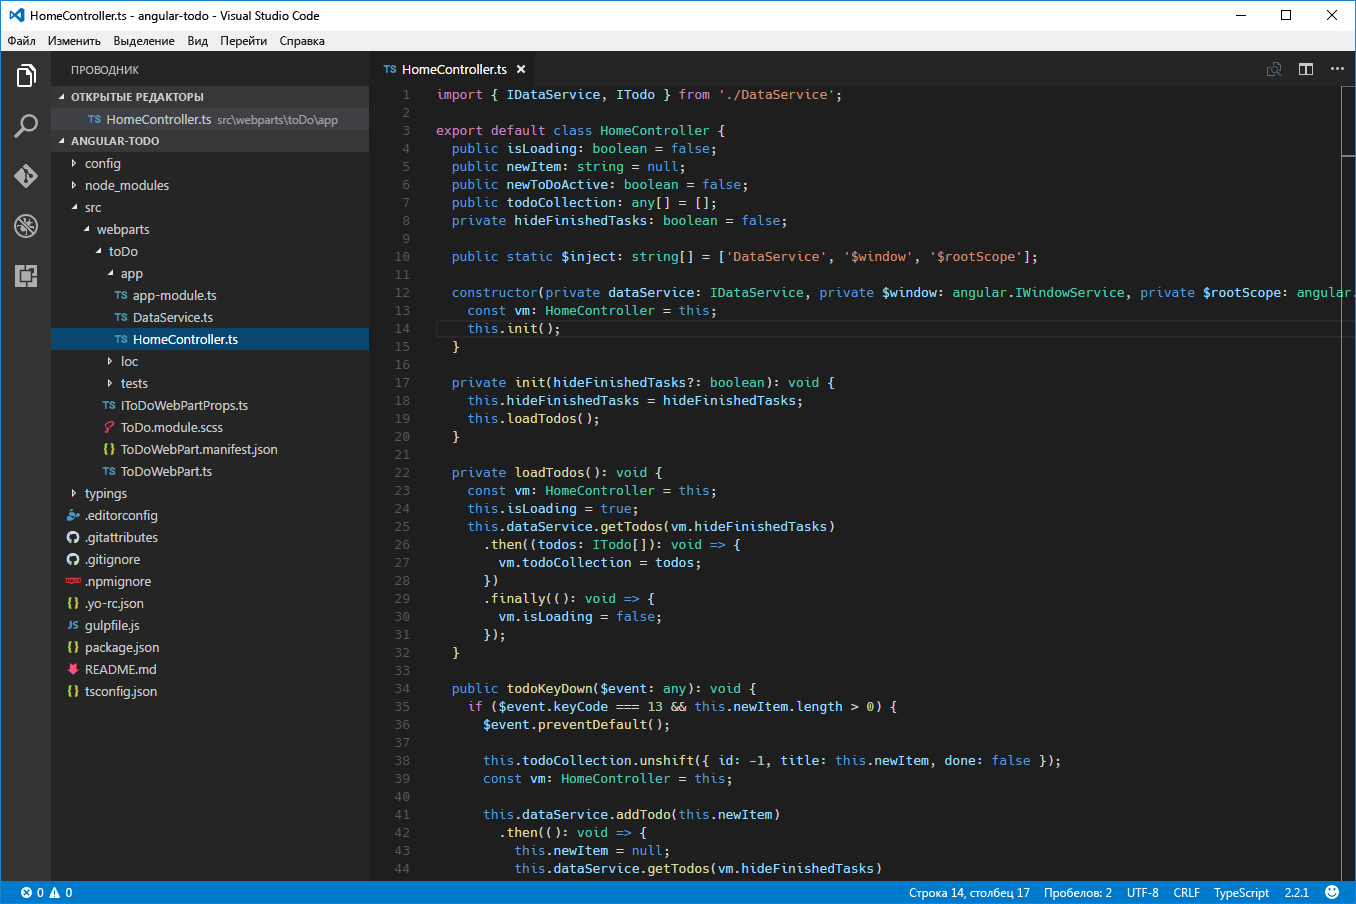 HomeController.ts - angular-todo - Visual Studio Code
Файл Изменить Выделение Вид Перейти Справка
ПРОВОДНИК
ОТКРЫТЫЕ РЕДАКТОРЫ
TS HomeController.ts src\webparts\toDo\app
ANGULAR-TODO
config
node_modules
src
webparts
toDo
app
TS app-module.ts
TS DataService.ts
TS HomeController.ts
loc
tests
TS IToDoWebPartProps.ts
ToDo.module.scss
{} ToDoWebPart.manifest.json
TS ToDoWebPart.ts
typings
.editorconfig
.gitattributes
.gitignore
npm .npmignore
{} .yo-rc.json
JS gulpfile.js
{} package.json
README.md
{} tsconfig.json
TS HomeController.ts
1 import { IDataService, ITodo } from './DataService';
2
3 export default class HomeController {
4 public isLoading: boolean = false;
5 public newItem: string = null;
6 public newToDoActive: boolean = false;
7 public todoCollection: any[] = [];
8 private hideFinishedTasks: boolean = false;
9
10 public static $inject: string[] = ['DataService', '$window', '$rootScope'];
11
12 constructor(private dataService: IDataService, private $window: angular.IWindowService, private $rootScope: angular.
13 const vm: HomeController = this;
14 this.init();
15 }
16
17 private init(hideFinishedTasks?: boolean): void {
18 this.hideFinishedTasks = hideFinishedTasks;
19 this.loadTodos();
20 }
21
22 private loadTodos(): void {
23 const vm: HomeController = this;
24 this.isLoading = true;
25 this.dataService.getTodos(vm.hideFinishedTasks)
26 .then((todos: ITodo[]): void => {
27 vm.todoCollection = todos;
28 })
29 .finally((): void => {
30 vm.isLoading = false;
31 });
32 }
33
34 public todoKeyDown($event: any): void {
35 if ($event.keyCode === 13 && this.newItem.length > 0) {
36 $event.preventDefault();
37
38 this.todoCollection.unshift({ id: -1, title: this.newItem, done: false });
39 const vm: HomeController = this;
40
41 this.dataService.addTodo(this.newItem)
42 .then((): void => {
43 this.newItem = null;
44 this.dataService.getTodos(vm.hideFinishedTasks)
0 0 Строка 14, столбец 17 Пробелов: 2 UTF-8 CRLF TypeScript 2.2.1